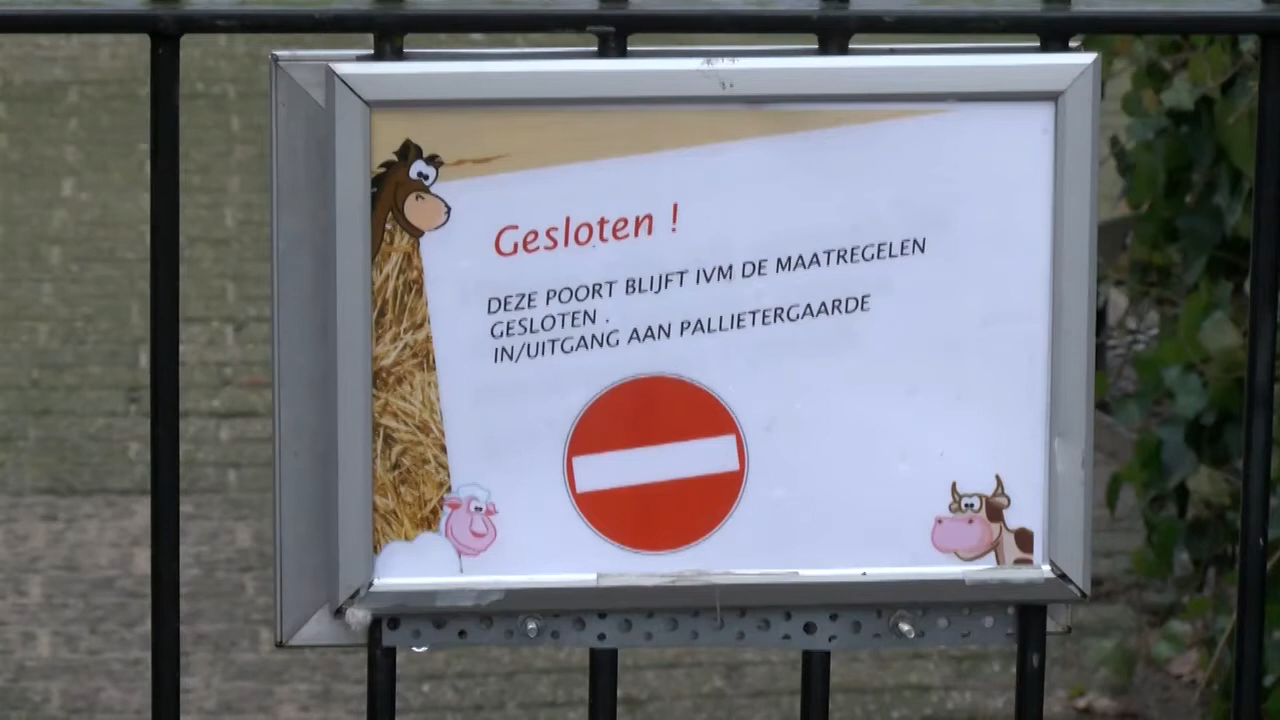 Gesloten !
DEZE POORT BLIJFT IVM DE MAATREGELEN
GESLOTEN .
IN/UITGANG AAN PALLIETERGAARDE